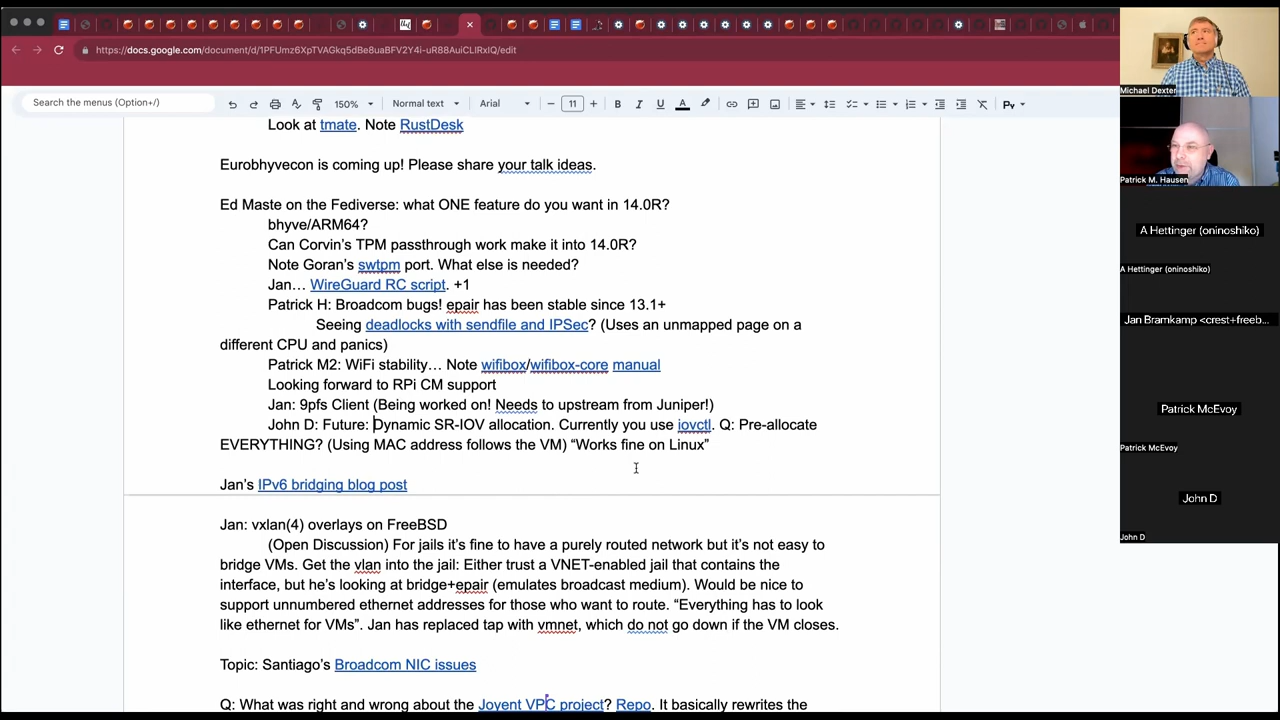 https://docs.google.com/document/d/1PFUmz6XpTVAGkq5dBe8uaBFV2Y4i-uR88AuiCLlRxIQ/edit
Search the menus (Option+/)
150%
Normal text
Arial
11
Look at tmate. Note RustDesk
Eurobhyvecon is coming up! Please share your talk ideas.
Ed Maste on the Fediverse: what ONE feature do you want in 14.0R?
bhyve/ARM64?
Can Corvin's TPM passthrough work make it into 14.0R?
Note Goran's swtpm port. What else is needed?
Jan… WireGuard RC script. +1
Patrick H: Broadcom bugs! epair has been stable since 13.1+
Seeing deadlocks with sendfile and IPSec? (Uses an unmapped page on a
different CPU and panics)
Patrick M2: WiFi stability… Note wifibox/wifibox-core manual
Looking forward to RPi CM support
Jan: 9pfs Client (Being worked on! Needs to upstream from Juniper!)
John D: Future: Dynamic SR-IOV allocation. Currently you use iovctl. Q: Pre-allocate
EVERYTHING? (Using MAC address follows the VM) “Works fine on Linux”
Jan's IPv6 bridging blog post
Jan: vxlan(4) overlays on FreeBSD
(Open Discussion) For jails it's fine to have a purely routed network but it's not easy to
bridge VMs. Get the vlan into the jail: Either trust a VNET-enabled jail that contains the
interface, but he's looking at bridge+epair (emulates broadcast medium). Would be nice to
support unnumbered ethernet addresses for those who want to route. “Everything has to look
like ethernet for VMs”. Jan has replaced tap with vmnet, which do not go down if the VM closes.
Topic: Santiago's Broadcom NIC issues
Q: What was right and wrong about the Joyent VPC project? Repo. It basically rewrites the
Michael Dexter
Patrick M. Hausen
A Hettinger (oninoshiko)
A Hettinger (oninoshiko)
Jan Bramkamp <crest+freeb...
Patrick McEvoy
Patrick McEvoy
John D
John D